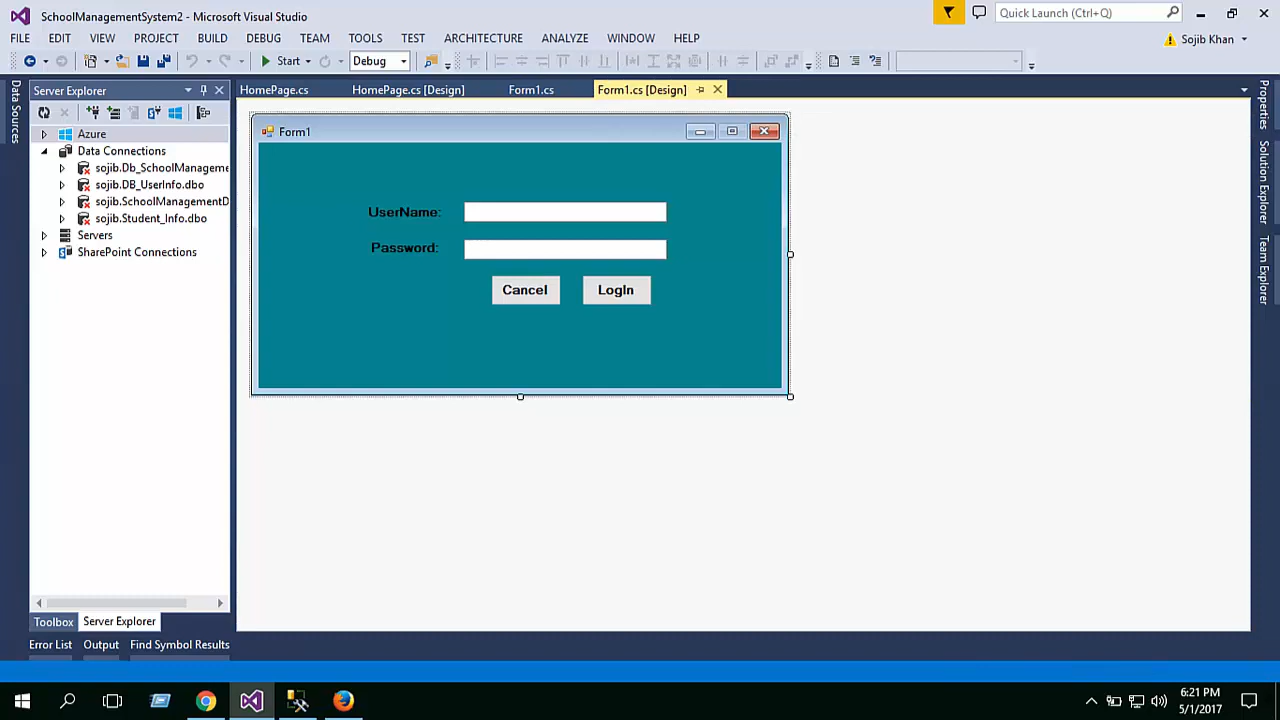 SchoolManagementSystem2 - Microsoft Visual Studio
Quick Launch (Ctrl+Q)
FILE EDIT VIEW PROJECT BUILD DEBUG TEAM TOOLS TEST ARCHITECTURE ANALYZE WINDOW HELP
Sojib Khan
Start
Debug
Data Sources
Server Explorer
HomePage.cs
HomePage.cs [Design]
Form1.cs
Form1.cs [Design]
Azure
Data Connections
sojib.Db_SchoolManageme
sojib.DB_UserInfo.dbo
sojib.SchoolManagementD
sojib.Student_Info.dbo
Servers
SharePoint Connections
Form1
UserName:
Password:
Cancel
LogIn
Properties
Solution Explorer
Team Explorer
Toolbox
Server Explorer
Error List
Output
Find Symbol Results
6:21 PM
5/1/2017